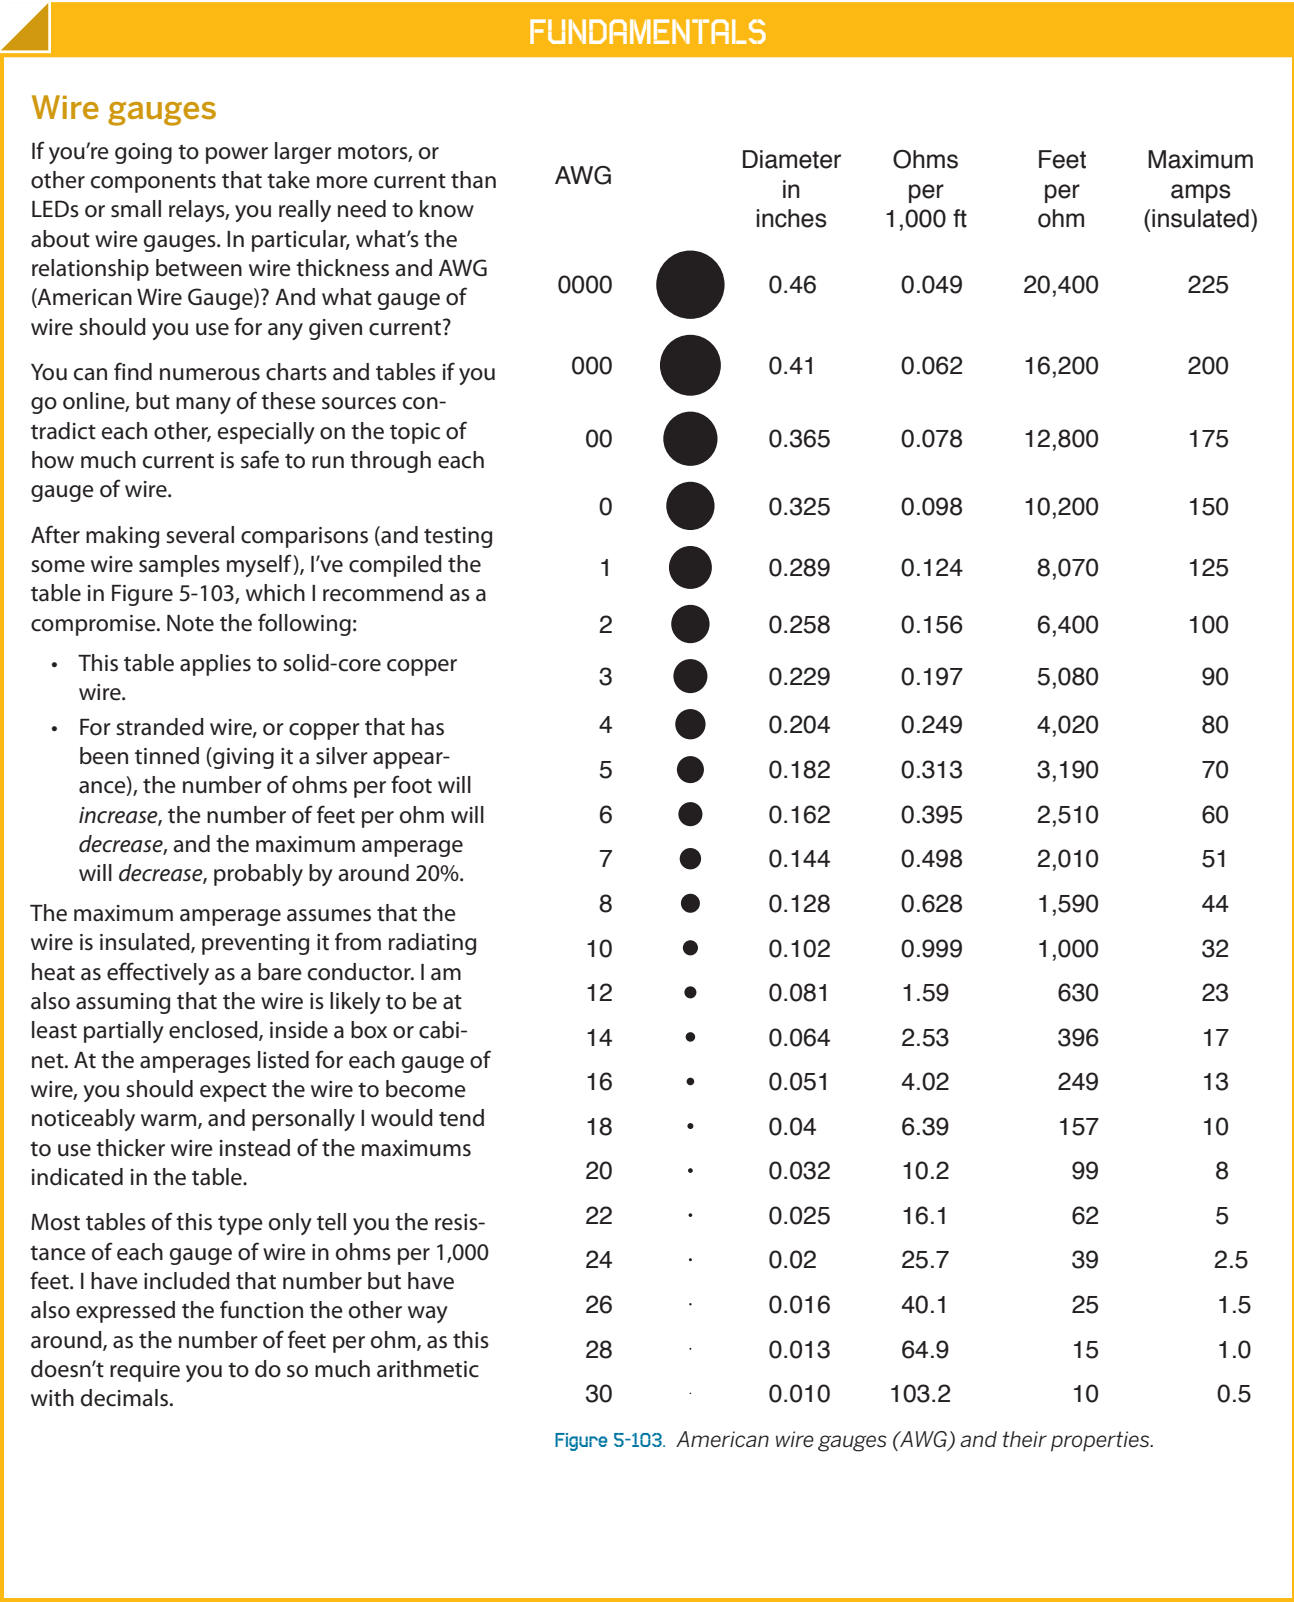 FUNDAMENTALS
Wire gauges
If you’re going to power larger motors, or
other components that take more current than
LEDs or small relays, you really need to know
about wire gauges. In particular, what’s the
relationship between wire thickness and AWG
(American Wire Gauge)? And what gauge of
wire should you use for any given current?
You can find numerous charts and tables if you
go online, but many of these sources con-
tradict each other, especially on the topic of
how much current is safe to run through each
gauge of wire.
After making several comparisons (and testing
some wire samples myself), I’ve compiled the
table in Figure 5-103, which I recommend as a
compromise. Note the following:
• This table applies to solid-core copper
wire.
• For stranded wire, or copper that has
been tinned (giving it a silver appear-
ance), the number of ohms per foot will
increase, the number of feet per ohm will
decrease, and the maximum amperage
will decrease, probably by around 20%.
The maximum amperage assumes that the
wire is insulated, preventing it from radiating
heat as effectively as a bare conductor. I am
also assuming that the wire is likely to be at
least partially enclosed, inside a box or cabi-
net. At the amperages listed for each gauge of
wire, you should expect the wire to become
noticeably warm, and personally I would tend
to use thicker wire instead of the maximums
indicated in the table.
Most tables of this type only tell you the resis-
tance of each gauge of wire in ohms per 1,000
feet. I have included that number but have
also expressed the function the other way
around, as the number of feet per ohm, as this
doesn’t require you to do so much arithmetic
with decimals.
AWG Diameter in inches Ohms per 1,000 ft Feet per ohm Maximum amps (insulated)
0000 0.46 0.049 20,400 225
000 0.41 0.062 16,200 200
00 0.365 0.078 12,800 175
0 0.325 0.098 10,200 150
1 0.289 0.124 8,070 125
2 0.258 0.156 6,400 100
3 0.229 0.197 5,080 90
4 0.204 0.249 4,020 80
5 0.182 0.313 3,190 70
6 0.162 0.395 2,510 60
7 0.144 0.498 2,010 51
8 0.128 0.628 1,590 44
10 0.102 0.999 1,000 32
12 0.081 1.59 630 23
14 0.064 2.53 396 17
16 0.051 4.02 249 13
18 0.04 6.39 157 10
20 0.032 10.2 99 8
22 0.025 16.1 62 5
24 0.02 25.7 39 2.5
26 0.016 40.1 25 1.5
28 0.013 64.9 15 1.0
30 0.010 103.2 10 0.5
Figure 5-103. American wire gauges (AWG) and their properties.